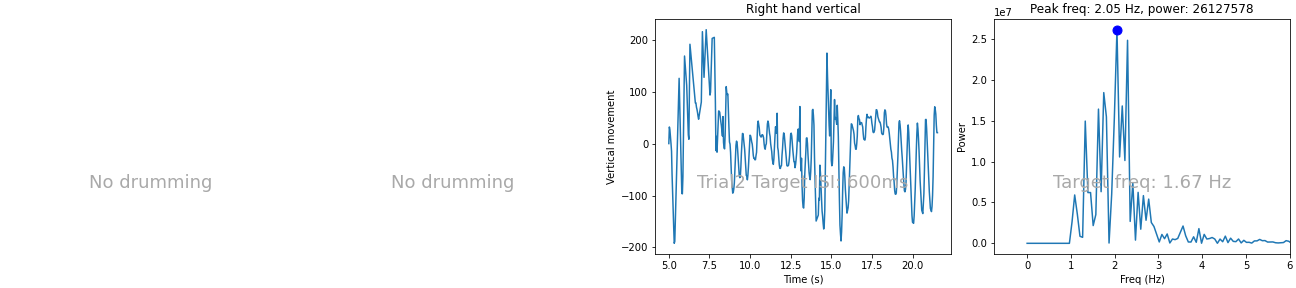 No drumming
No drumming
Right hand vertical
Vertical movement
200
100
0
−100
−200
Trial 2 Target ISI: 600ms
5.0 7.5 10.0 12.5 15.0 17.5 20.0
Time (s)
Peak freq: 2.05 Hz, power: 26127578
1e7
Power
2.5
2.0
1.5
1.0
0.5
0.0
Target freq: 1.67 Hz
0 1 2 3 4 5 6
Freq (Hz)